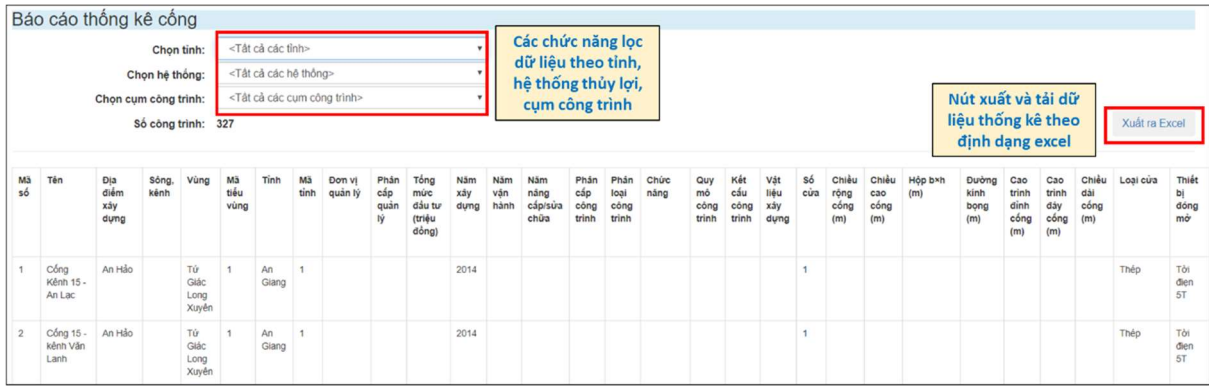 Báo cáo thống kê cống
Chọn tỉnh: <Tất cả các tỉnh>
Chọn hệ thống: <Tất cả các hệ thống>
Chọn cụm công trình: <Tất cả các cụm công trình>
Số công trình: 327
Các chức năng lọc
dữ liệu theo tỉnh,
hệ thống thủy lợi,
cụm công trình
Nút xuất và tải dữ
liệu thống kê theo
định dạng excel
Xuất ra Excel
Mã số Tên Địa điểm xây dựng Sông, kênh Vùng Mã tiểu vùng Tỉnh Mã tỉnh Đơn vị quản lý Phân cấp quản lý Tổng mức đầu tư (triệu đồng) Năm xây dựng Năm vận hành Năm nâng cấp/sửa chữa Phân cấp công trình Phân loại công trình Chức năng Quy mô công trình Kết cấu công trình Vật liệu xây dựng Số cửa Chiều rộng cống (m) Chiều cao cống (m) Hộp b×h (m) Đường kính bọng (m) Cao trình đỉnh cống (m) Cao trình đáy cống (m) Chiều dài cống (m) Loại cửa Thiết bị đóng mở
1 Cống Kênh 15 - An Lạc An Hảo Tứ Giác Long Xuyên 1 An Giang 1 2014 1 Thép Tời điện 5T
2 Cống 15 - kênh Văn Lanh An Hảo Tứ Giác Long Xuyên 1 An Giang 1 2014 1 Thép Tời điện 5T